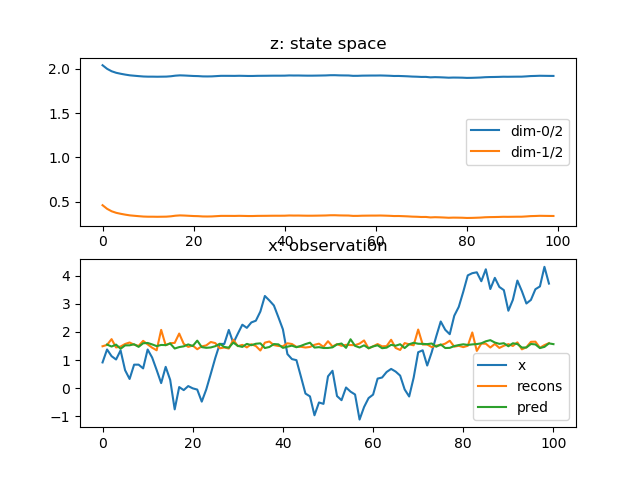 z: state space
2.0
1.5
1.0
0.5
dim-0/2
dim-1/2
0 20 40 60 80 100
x: observation
4
3
2
1
0
−1
x
recons
pred
0 20 40 60 80 100